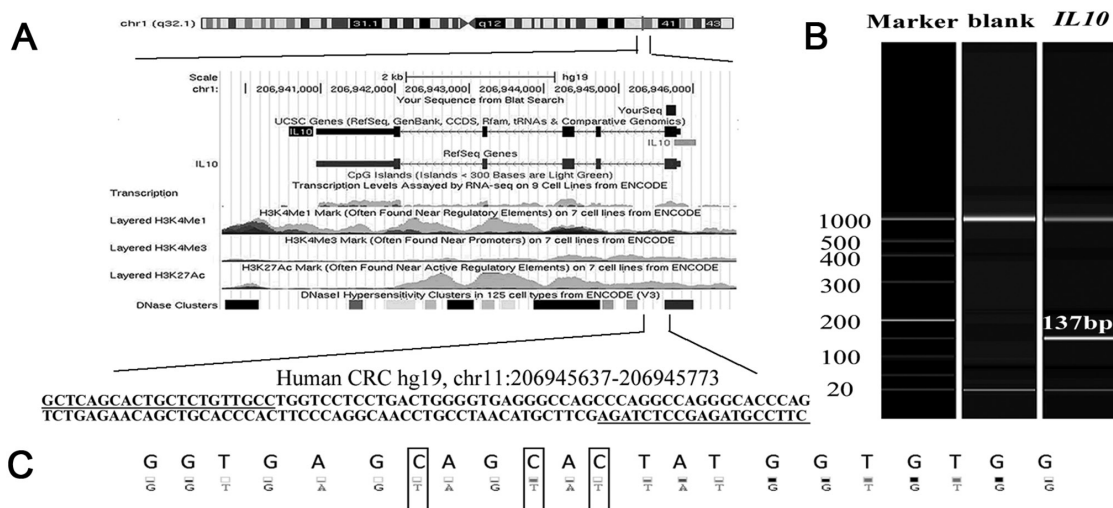 A
chr1 (q32.1) 31.1 q12 41 43
Scale 2 kb hg19
chr1: 206,941,000 206,942,000 206,943,000 206,944,000 206,945,000 206,946,000
Your Sequence from Blat Search
YourSeq
UCSC Genes (RefSeq, GenBank, CCDS, Rfam, tRNAs & Comparative Genomics)
IL10
IL10
RefSeq Genes
IL10
CpG Islands (Islands < 300 Bases are Light Green)
Transcription Levels Assayed by RNA-seq on 9 Cell Lines from ENCODE
Transcription
H3K4Me1 Mark (Often Found Near Regulatory Elements) on 7 cell lines from ENCODE
Layered H3K4Me1
H3K4Me3 Mark (Often Found Near Promoters) on 7 cell lines from ENCODE
Layered H3K4Me3
H3K27Ac Mark (Often Found Near Active Regulatory Elements) on 7 cell lines from ENCODE
Layered H3K27Ac
DNaseI Hypersensitivity Clusters in 125 cell types from ENCODE (V3)
DNase Clusters
Human CRC hg19, chr11:206945637-206945773
GCTCAGCACTGCTCTGTTGCCTGGTCCTCCTGACTGGGGTGAGGGCCAGCCCAGGCCAGGGCACCCAG
TCTGAGAACAGCTGCACCCACTTCCCAGGCAACCTGCCTAACATGCTTCGAGATCTCCGAGATGCCTTC
B
Marker blank IL10
1000
500
400
300
200
137bp
100
20
C
G G T G A G C A G C A C T A T G G T G T G G
G G T G A G T A G T A T T A T G G T G T G G